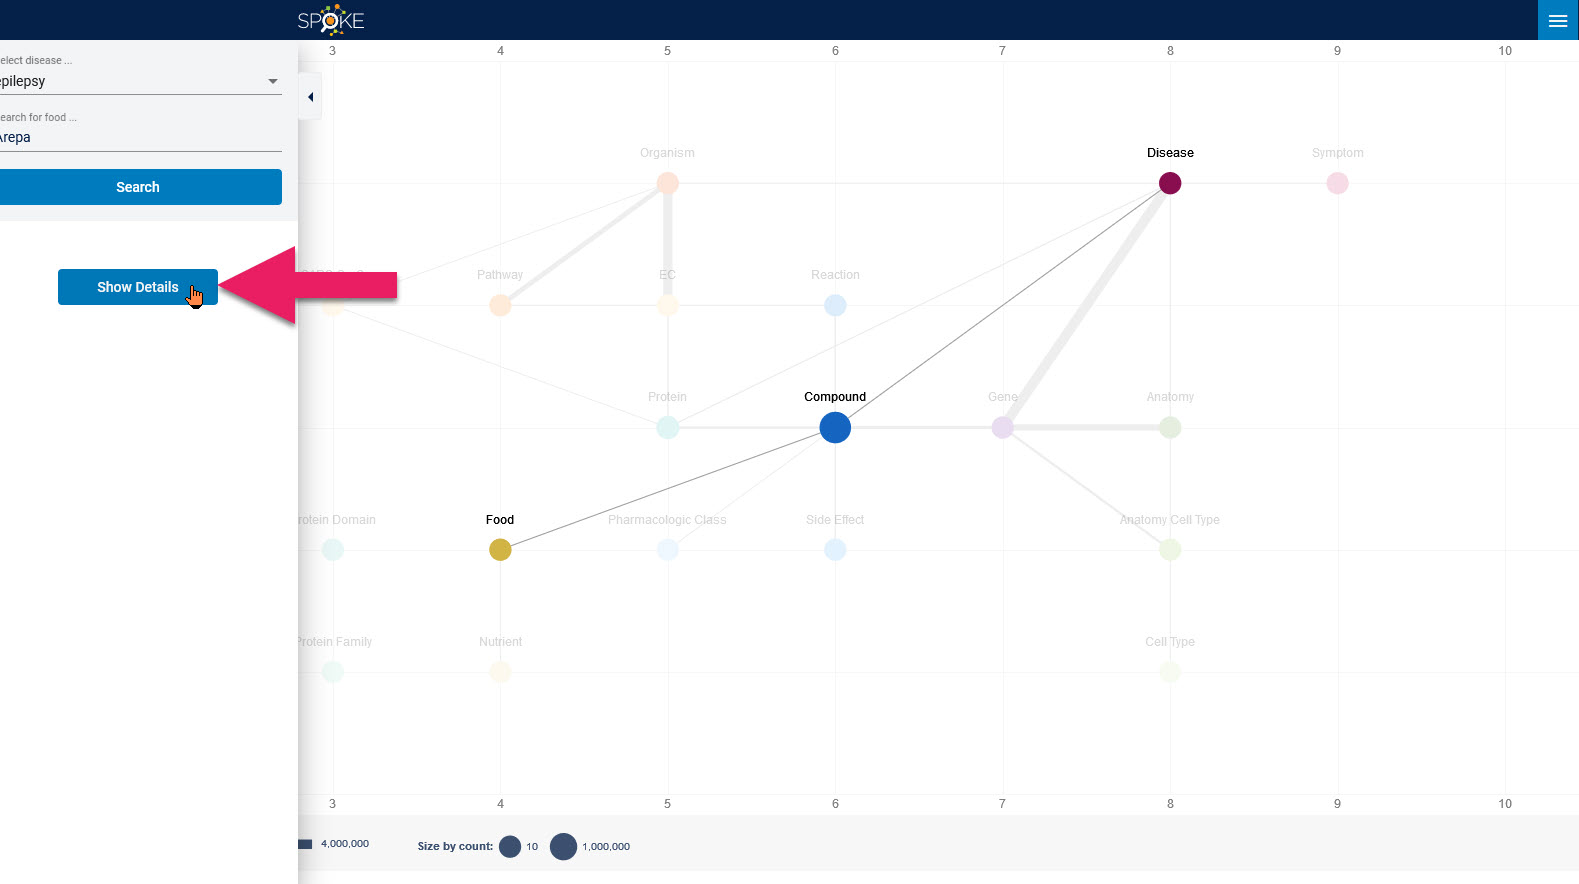 SPOKE
3 4 5 6 7 8 9 10
elect disease ...
epilepsy
earch for food ...
Arepa
Search
Show Details
Organism Disease Symptom
Pathway EC Reaction
Protein Compound Gene Anatomy
rotein Domain Food Pharmacologic Class Side Effect Anatomy Cell Type
Protein Family Nutrient Cell Type
3 4 5 6 7 8 9 10
4,000,000 Size by count: 10 1,000,000